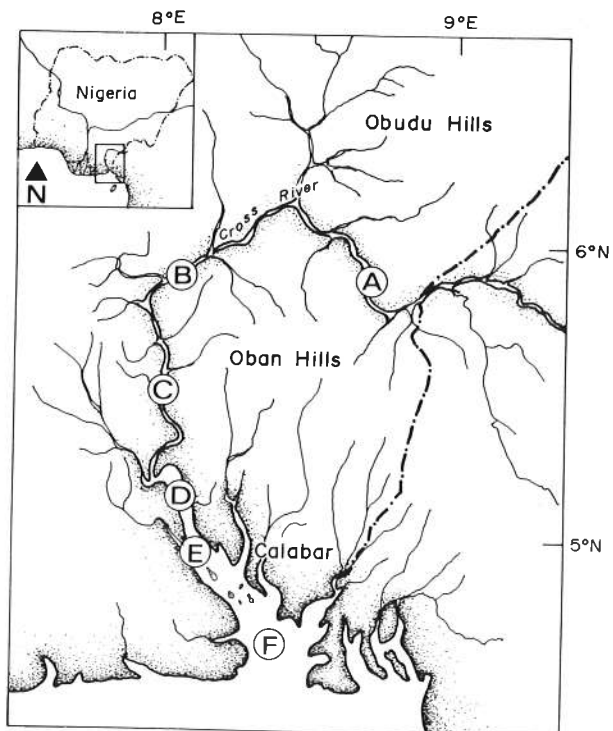 8°E
9°E
Nigeria
N
Obudu Hills
Cross River
6°N
B
A
Oban Hills
C
D
E
Calabar
5°N
F